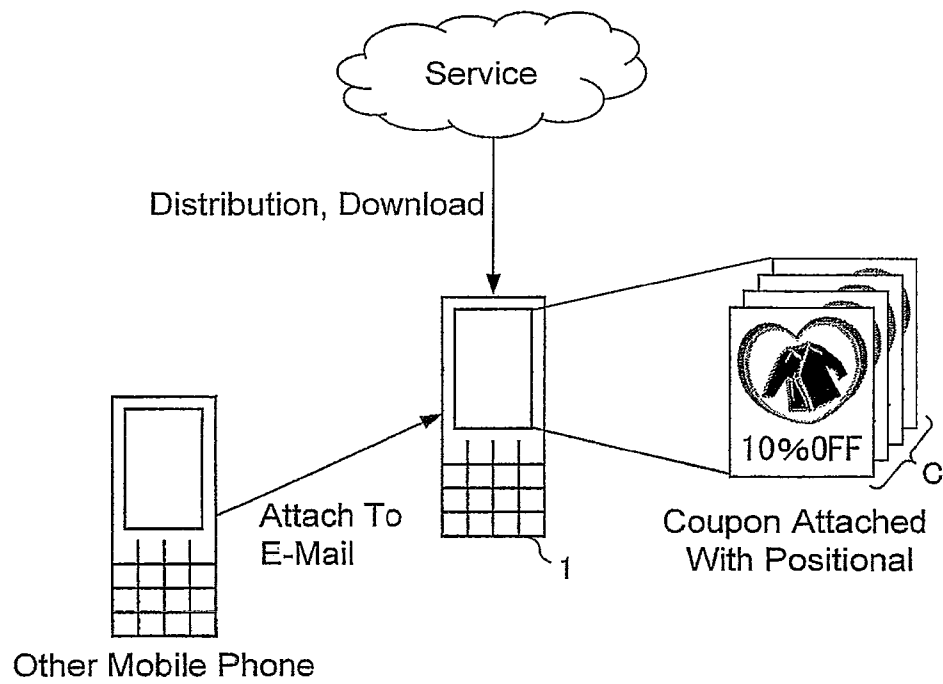 Service
Distribution, Download
10%OFF
C
Attach To
E-Mail
1
Coupon Attached
With Positional
Other Mobile Phone